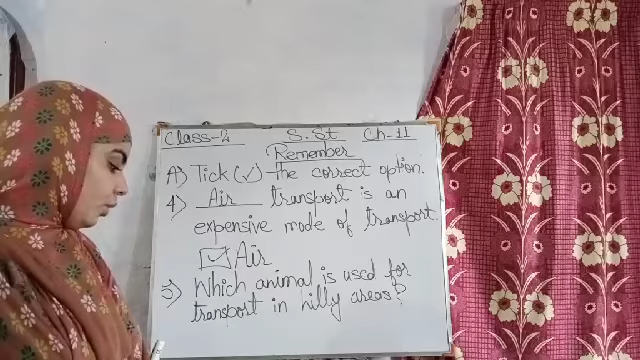 Class-2 S.St Ch-11
Remember
A) Tick (✓) the correct option.
4) Air transport is an
expensive mode of transport.
☑ Air
5) Which animal is used for
transport in hilly areas?